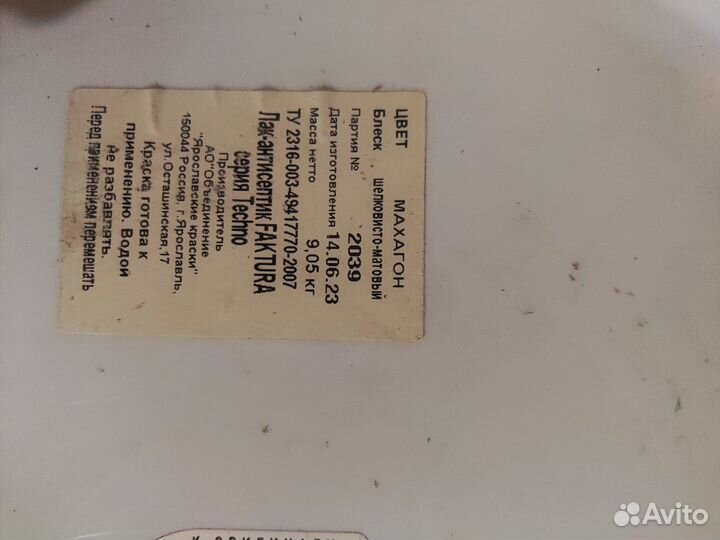 ЦВЕТ МАХАГОН
Блеск шелковисто-матовый
Партия № 2039
Дата изготовления 14.06.23
Масса нетто 9,05 кг
ТУ 2316-003-49417770-2007
Лак-антисептик FAKTURA
серия Techno
Производитель
АО"Объединение
"Ярославские краски"
150044 Россия, г.Ярославль,
ул.Осташинская,17
Краска готова к
применению. Водой
не разбавлять.
Перед применением перемешать
Avito